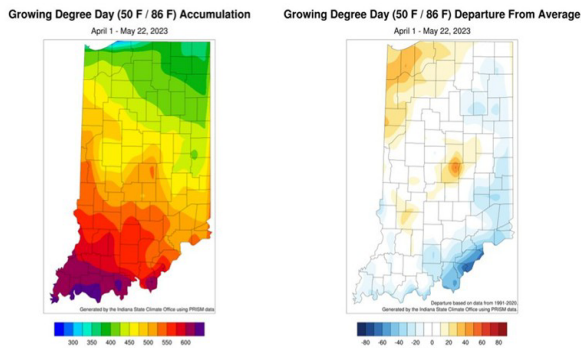 Growing Degree Day (50 F / 86 F) Accumulation
April 1 - May 22, 2023
Generated by the Indiana State Climate Office using PRISM data
300 350 400 450 500 550 600
Growing Degree Day (50 F / 86 F) Departure From Average
April 1 - May 22, 2023
Departure based on data from 1991-2020.
Generated by the Indiana State Climate Office using PRISM data
-80 -60 -40 -20 0 20 40 60 80